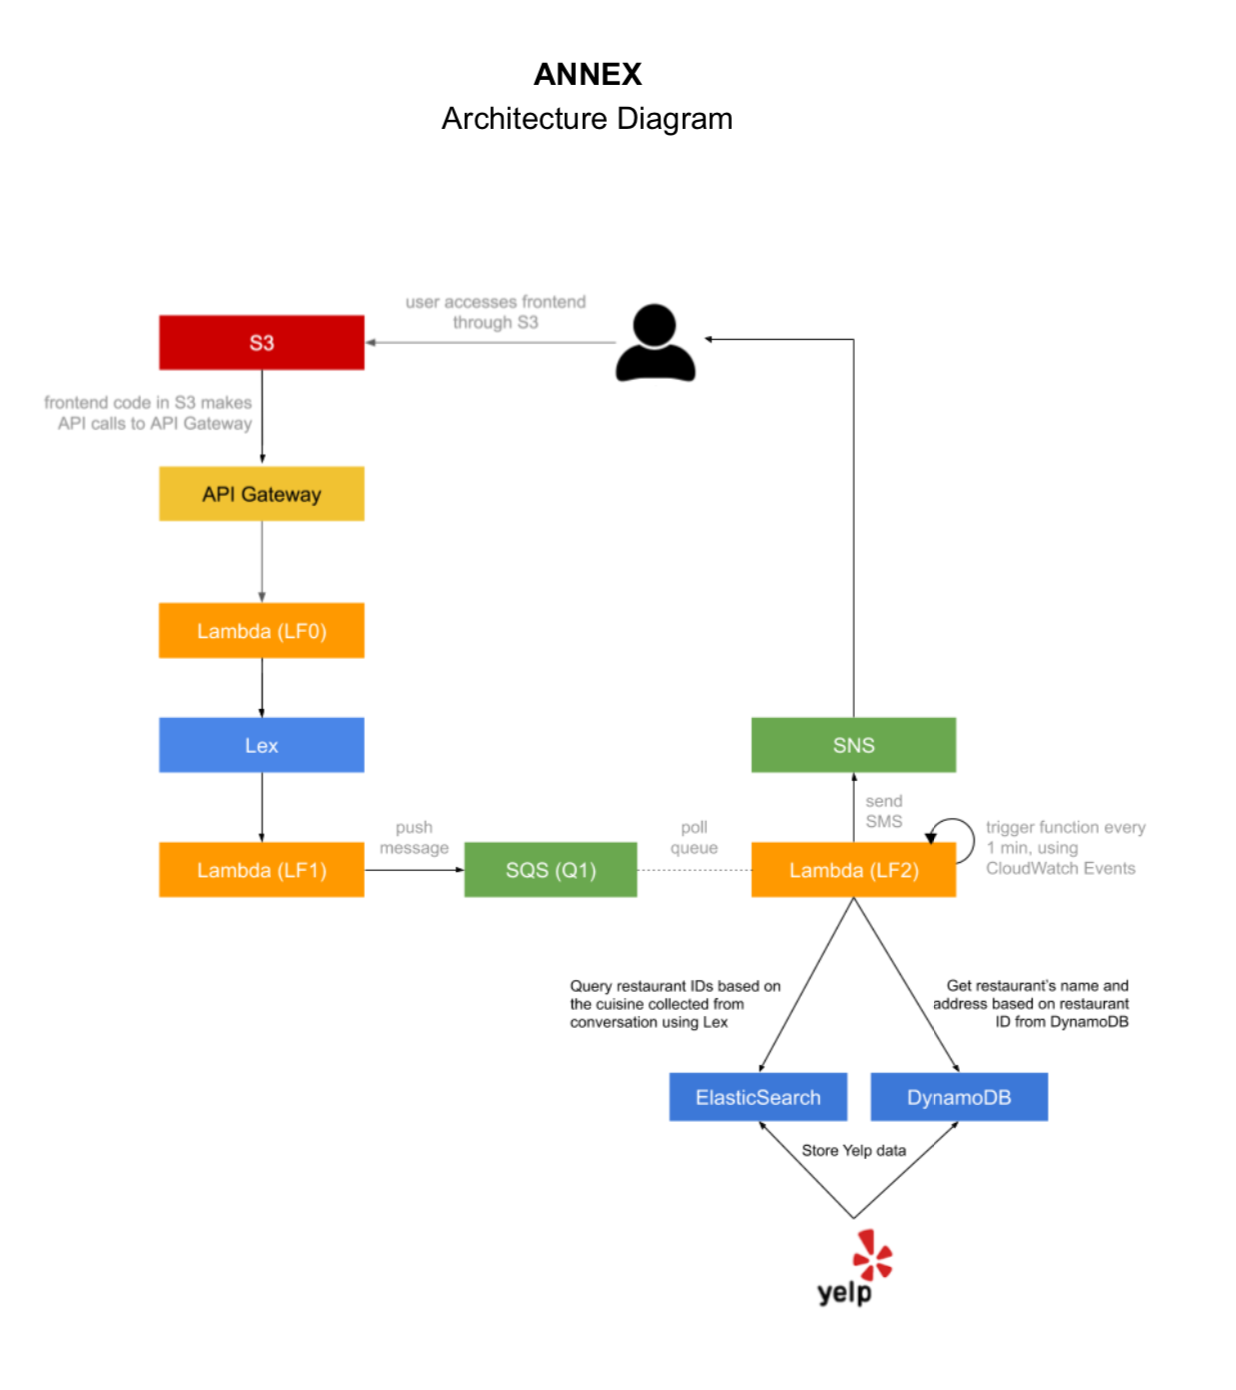 ANNEX
Architecture Diagram
user accesses frontend
through S3
S3
frontend code in S3 makes
API calls to API Gateway
API Gateway
Lambda (LF0)
Lex
SNS
send
SMS
push
message
poll
queue
trigger function every
1 min, using
CloudWatch Events
Lambda (LF1)
SQS (Q1)
Lambda (LF2)
Query restaurant IDs based on
the cuisine collected from
conversation using Lex
Get restaurant's name and
address based on restaurant
ID from DynamoDB
ElasticSearch
DynamoDB
Store Yelp data
yelp